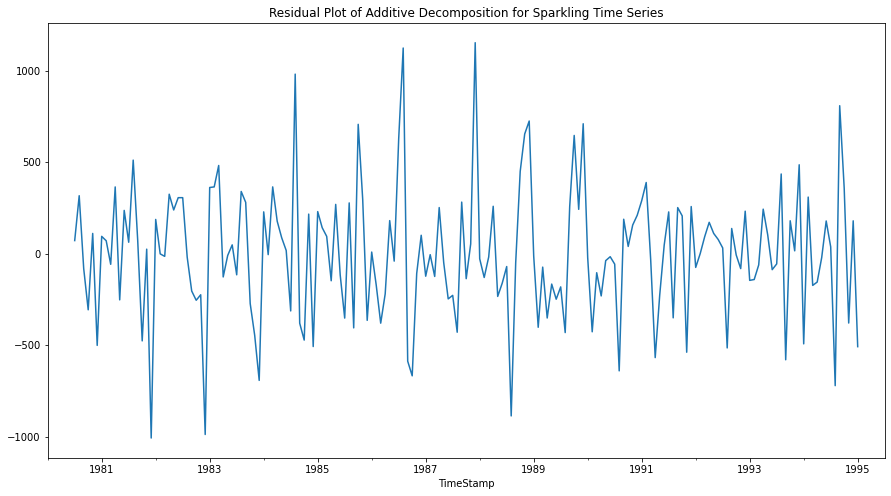 Residual Plot of Additive Decomposition for Sparkling Time Series
1000
500
0
−500
−1000
1981 1983 1985 1987 1989 1991 1993 1995
TimeStamp